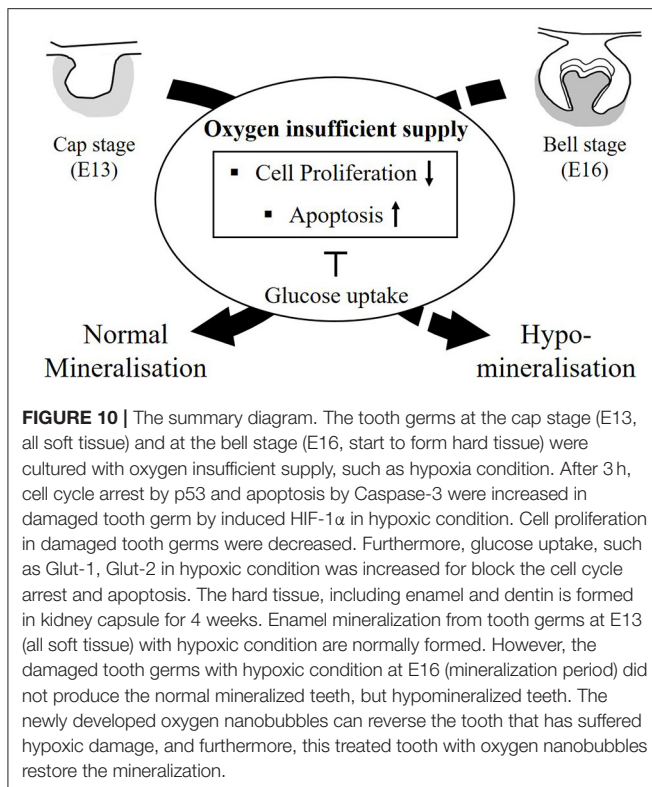 Cap stage
(E13)
Bell stage
(E16)
Oxygen insufficient supply
▪ Cell Proliferation ↓
▪ Apoptosis ↑
Glucose uptake
Normal
Mineralisation
Hypo-
mineralisation
FIGURE 10 | The summary diagram. The tooth germs at the cap stage (E13,
all soft tissue) and at the bell stage (E16, start to form hard tissue) were
cultured with oxygen insufficient supply, such as hypoxia condition. After 3 h,
cell cycle arrest by p53 and apoptosis by Caspase-3 were increased in
damaged tooth germ by induced HIF-1α in hypoxic condition. Cell proliferation
in damaged tooth germs were decreased. Furthermore, glucose uptake, such
as Glut-1, Glut-2 in hypoxic condition was increased for block the cell cycle
arrest and apoptosis. The hard tissue, including enamel and dentin is formed
in kidney capsule for 4 weeks. Enamel mineralization from tooth germs at E13
(all soft tissue) with hypoxic condition are normally formed. However, the
damaged tooth germs with hypoxic condition at E16 (mineralization period) did
not produce the normal mineralized teeth, but hypomineralized teeth. The
newly developed oxygen nanobubbles can reverse the tooth that has suffered
hypoxic damage, and furthermore, this treated tooth with oxygen nanobubbles
restore the mineralization.